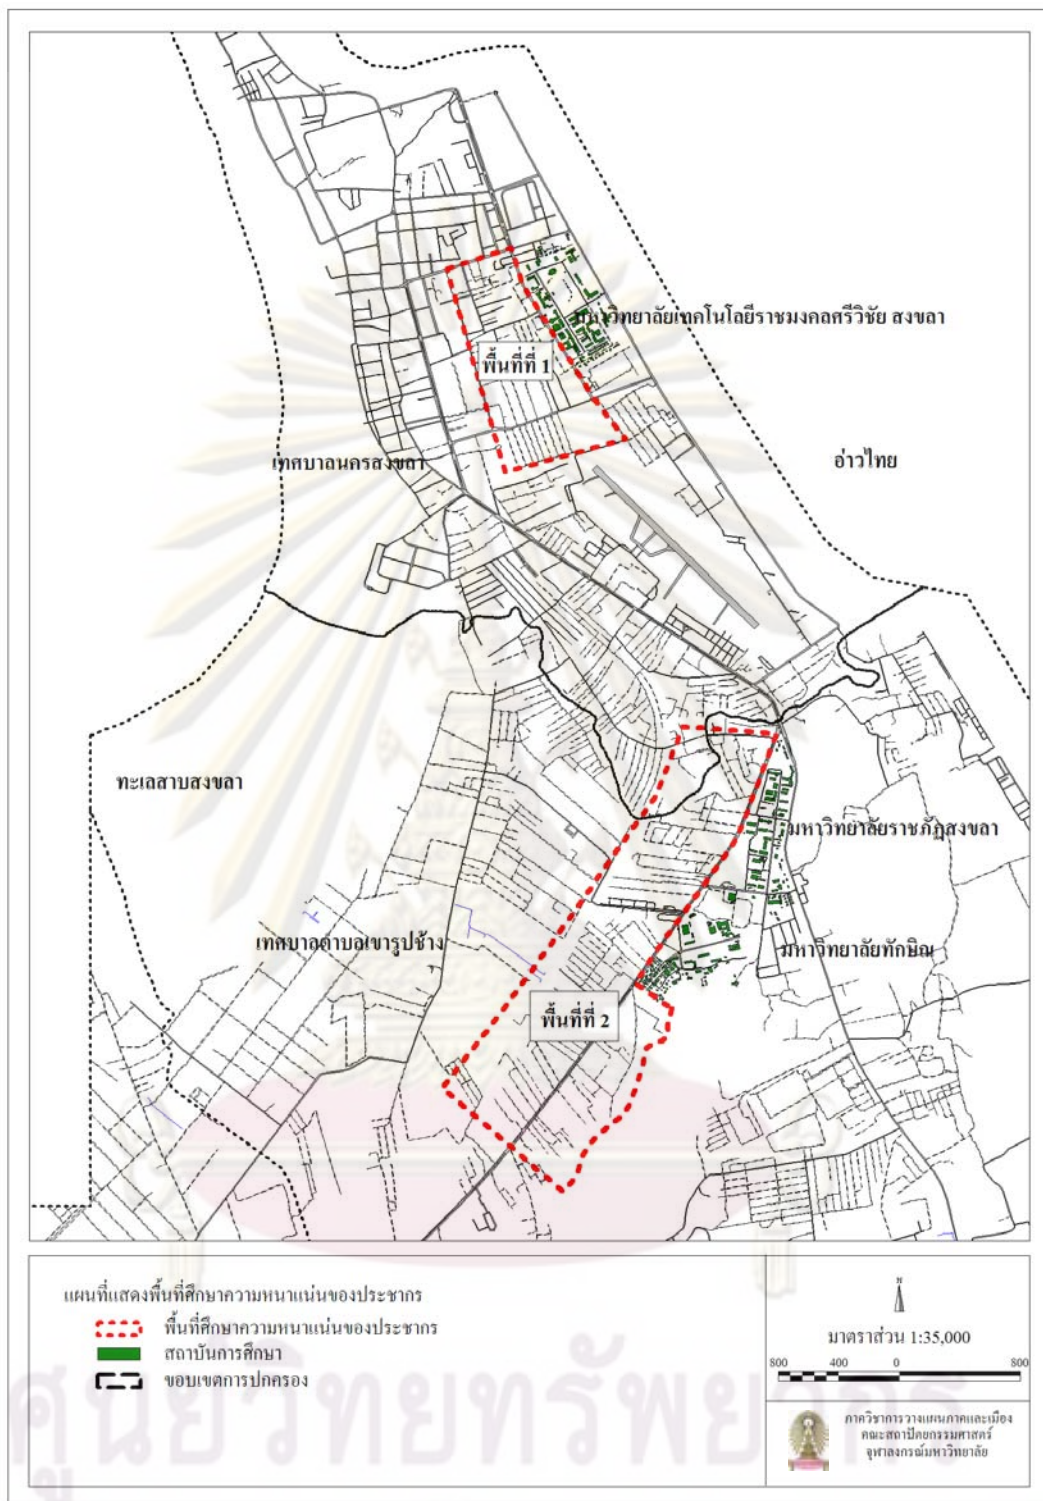 มหาวิทยาลัยเทคโนโลยีราชมงคลศรีวิชัย สงขลา
พื้นที่ที่ 1
เทศบาลนครสงขลา
อ่าวไทย
ทะเลสาบสงขลา
มหาวิทยาลัยราชภัฏสงขลา
เทศบาลตำบลเขารูปช้าง
มหาวิทยาลัยทักษิณ
พื้นที่ที่ 2
แผนที่แสดงพื้นที่ศึกษาความหนาแน่นของประชากร
พื้นที่ศึกษาความหนาแน่นของประชากร
สถาบันการศึกษา
ขอบเขตการปกครอง
N
มาตราส่วน 1:35,000
800 400 0 800
ภาควิชาการวางแผนภาคและเมือง
คณะสถาปัตยกรรมศาสตร์
จุฬาลงกรณ์มหาวิทยาลัย
ศูนย์วิทยทรัพยากร